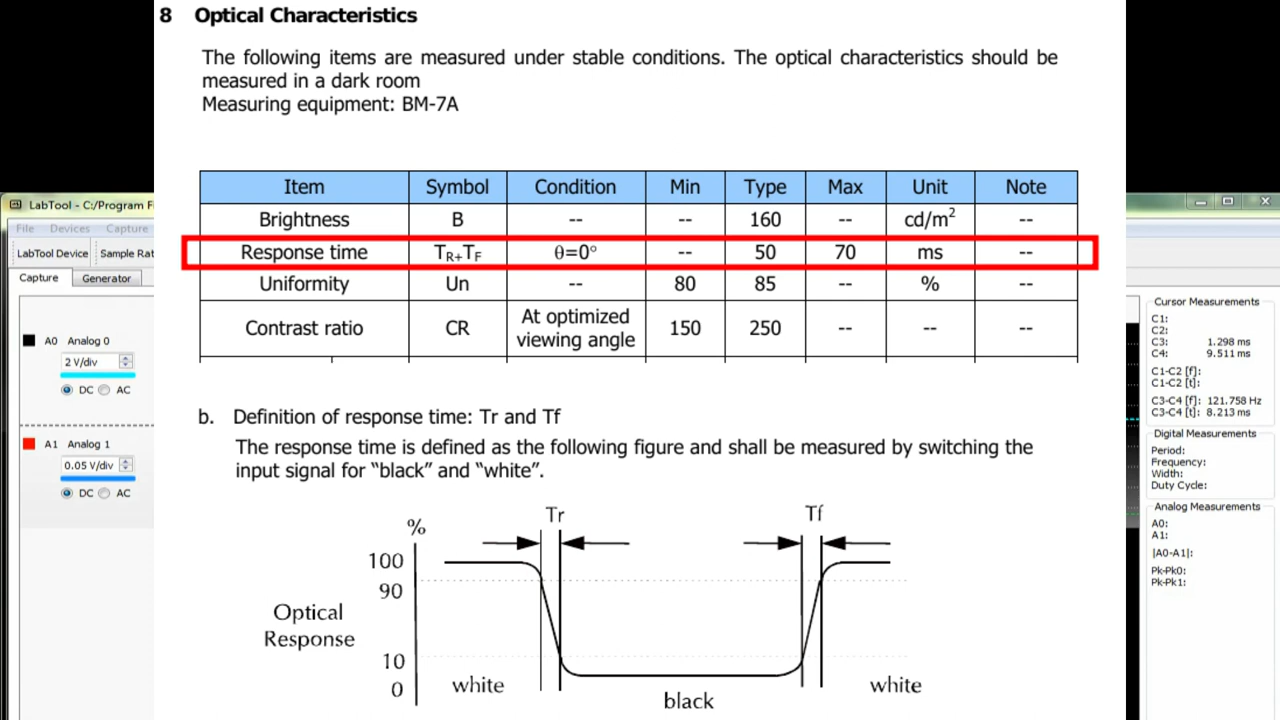 8 Optical Characteristics
The following items are measured under stable conditions. The optical characteristics should be
measured in a dark room
Measuring equipment: BM-7A
Item Symbol Condition Min Type Max Unit Note
Brightness B -- -- 160 -- cd/m² --
Response time TR+TF θ=0° -- 50 70 ms --
Uniformity Un -- 80 85 -- % --
Contrast ratio CR At optimized viewing angle 150 250 -- -- --
b. Definition of response time: Tr and Tf
The response time is defined as the following figure and shall be measured by switching the
input signal for “black” and “white”.
Tr
Tf
%
100
90
Optical
Response
10
0
white
black
white
LabTool - C:/Program Fi
File Devices Capture
LabTool Device Sample Rat
Capture Generator
A0 Analog 0
2 V/div
DC AC
A1 Analog 1
0.05 V/div
DC AC
Cursor Measurements
C1:
C2:
C3: 1.298 ms
C4: 9.511 ms
C1-C2 [f]:
C1-C2 [t]:
C3-C4 [f]: 121.758 Hz
C3-C4 [t]: 8.213 ms
Digital Measurements
Period:
Frequency:
Width:
Duty Cycle:
Analog Measurements
A0:
A1:
|A0-A1|:
Pk-Pk0:
Pk-Pk1: